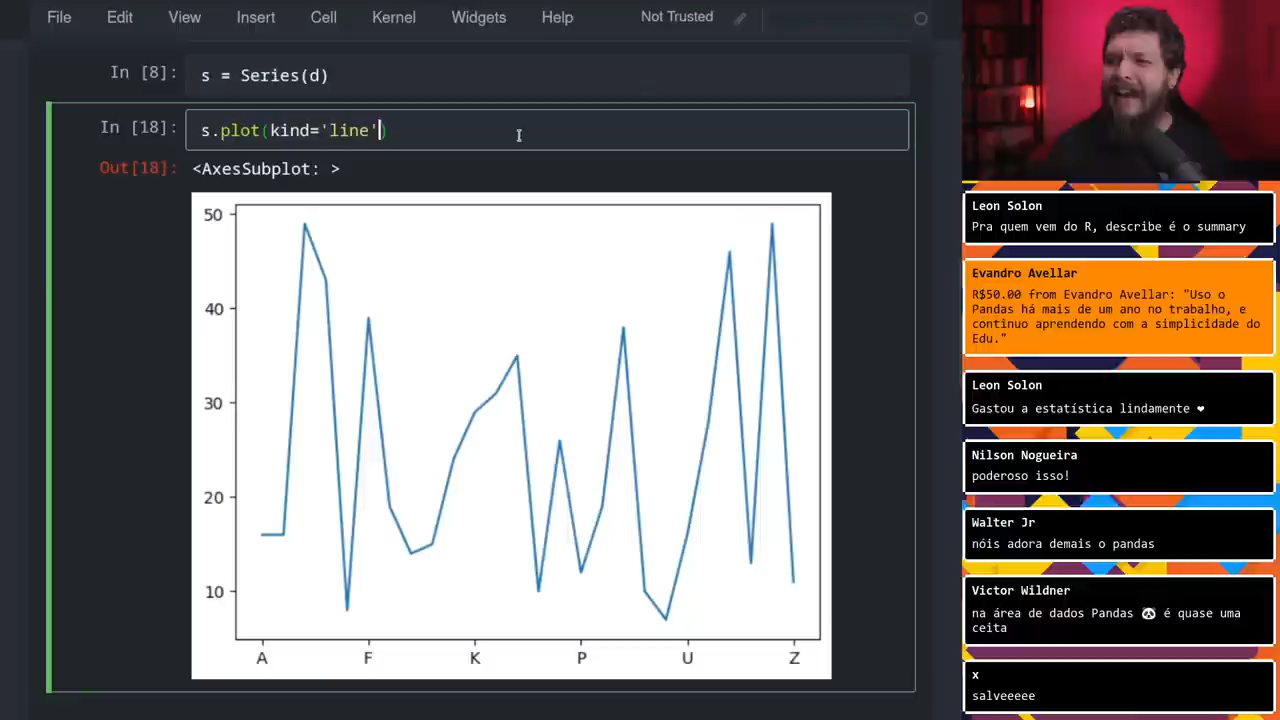 File Edit View Insert Cell Kernel Widgets Help Not Trusted
In [8]: s = Series(d)
In [18]: s.plot(kind='line')
Out[18]: <AxesSubplot: >
50
40
30
20
10
A F K P U Z
Leon Solon
Pra quem vem do R, describe é o summary
Evandro Avellar
R$50.00 from Evandro Avellar: "Uso o
Pandas há mais de um ano no trabalho, e
continuo aprendendo com a simplicidade do
Edu."
Leon Solon
Gastou a estatística lindamente ❤
Nilson Nogueira
poderoso isso!
Walter Jr
nóis adora demais o pandas
Victor Wildner
na área de dados Pandas 🐼 é quase uma
ceita
x
salveeeee